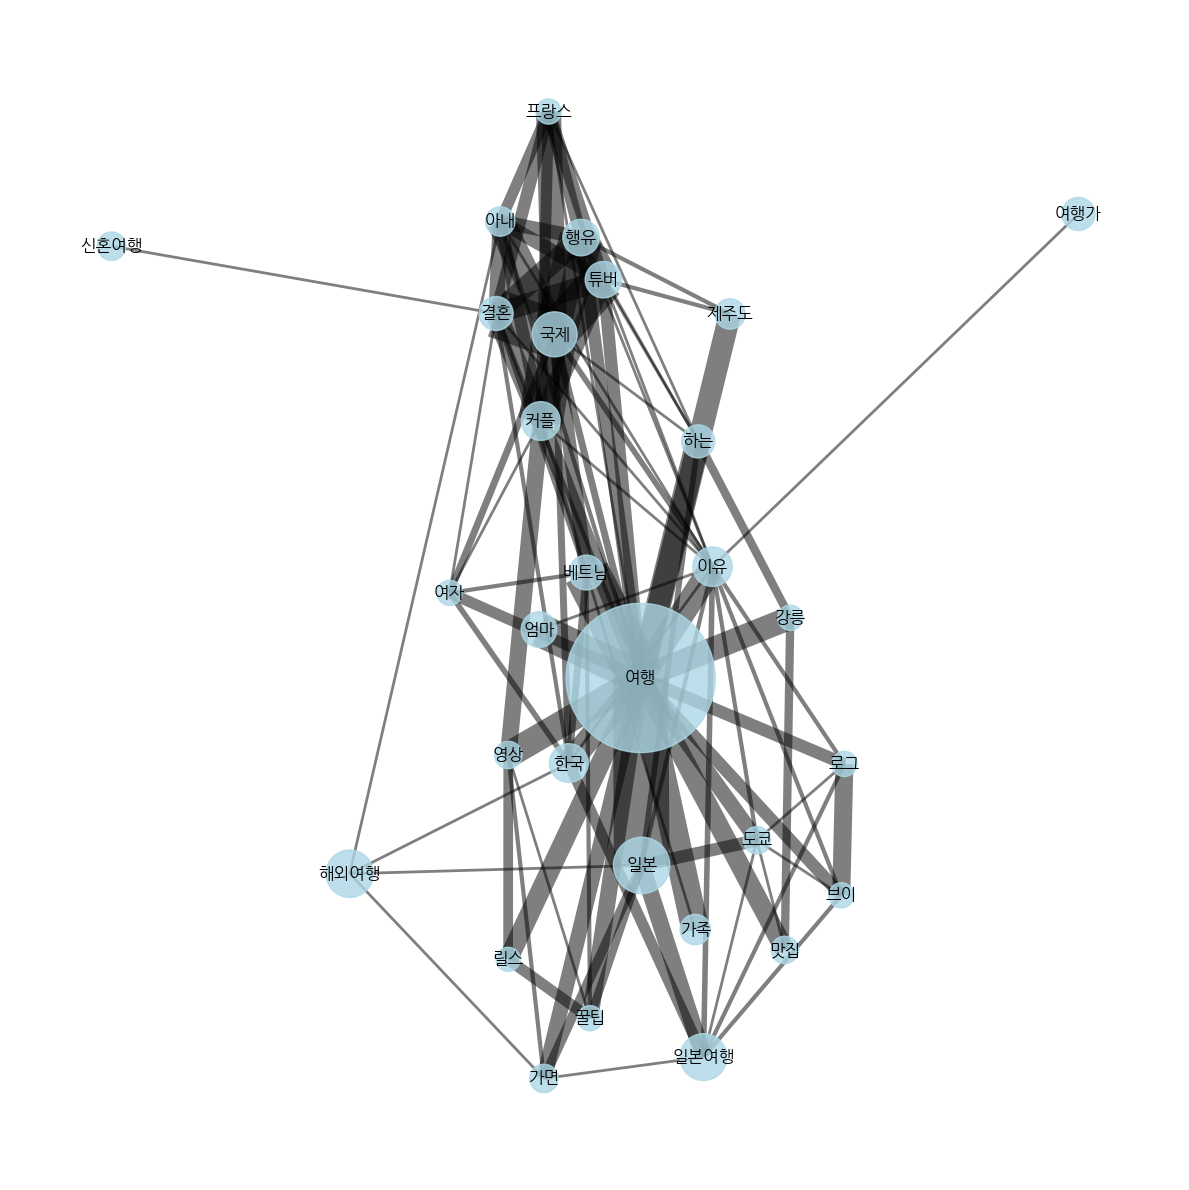 프랑스
여행가
아내
행유
신혼여행
튜버
결혼
제주도
국제
커플
하는
이유
베트남
여자
강릉
엄마
여행
영상
한국
로그
도쿄
일본
해외여행
브이
가족
맛집
릴스
꿀팁
일본여행
가면